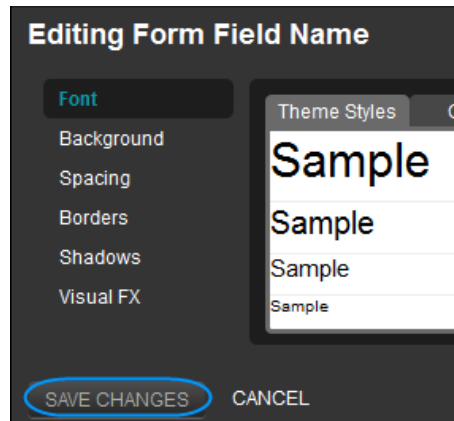 Editing Form Field Name
Font
Background
Spacing
Borders
Shadows
Visual FX
Theme Styles
Sample
Sample
Sample
Sample
SAVE CHANGES CANCEL